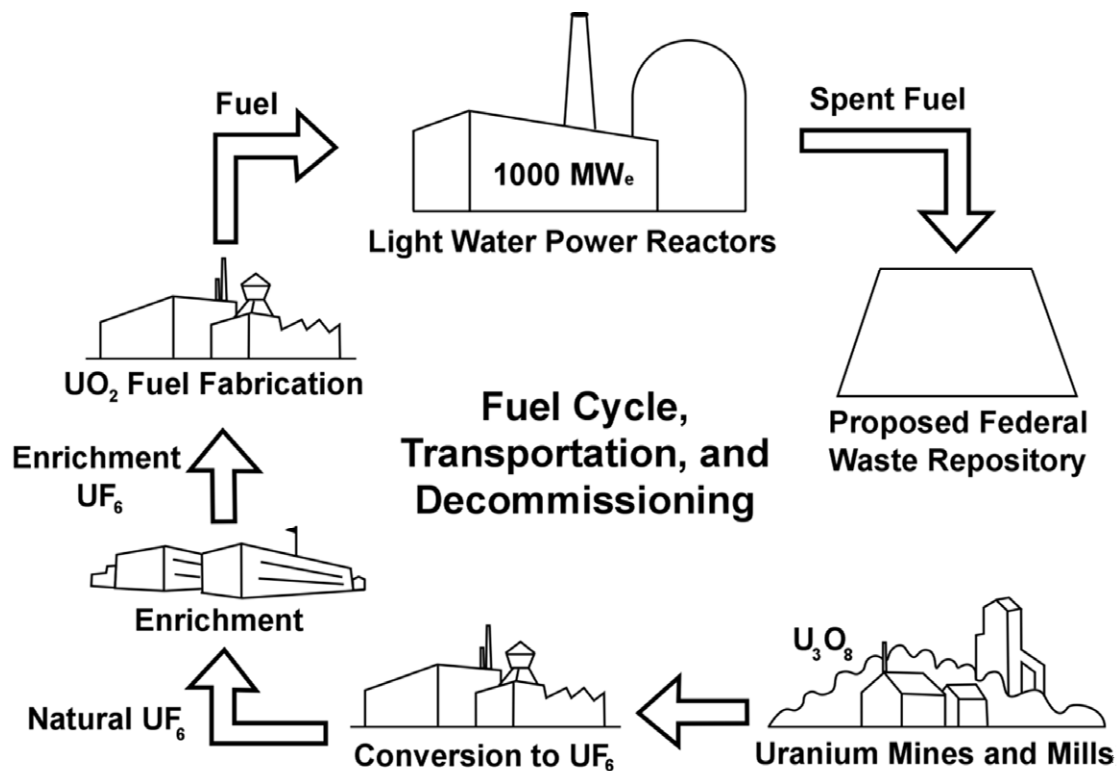 Fuel
Spent Fuel
1000 MWₑ
Light Water Power Reactors
UO₂ Fuel Fabrication
Fuel Cycle,
Transportation, and
Decommissioning
Proposed Federal
Waste Repository
Enrichment
UF₆
Enrichment
U₃O₈
Natural UF₆
Conversion to UF₆
Uranium Mines and Mills